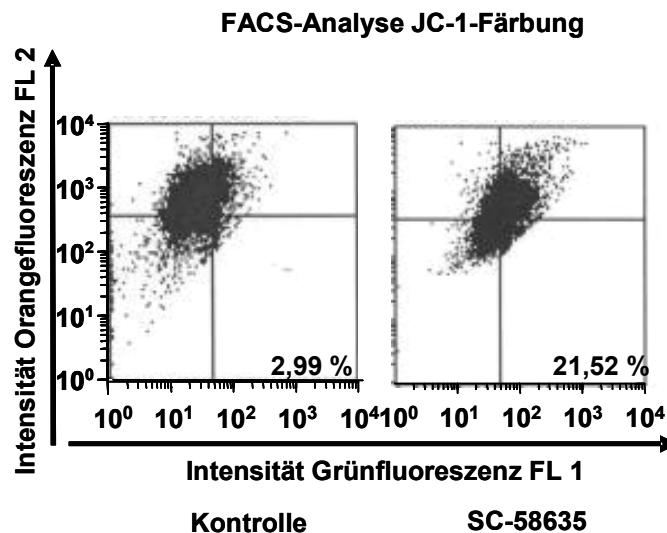 FACS-Analyse JC-1-Färbung
Intensität Orangefluoreszenz FL 2
10⁴
10³
10²
10¹
10⁰
2,99 %
21,52 %
10⁰ 10¹ 10² 10³ 10⁴ 10⁰ 10¹ 10² 10³ 10⁴
Intensität Grünfluoreszenz FL 1
Kontrolle SC-58635